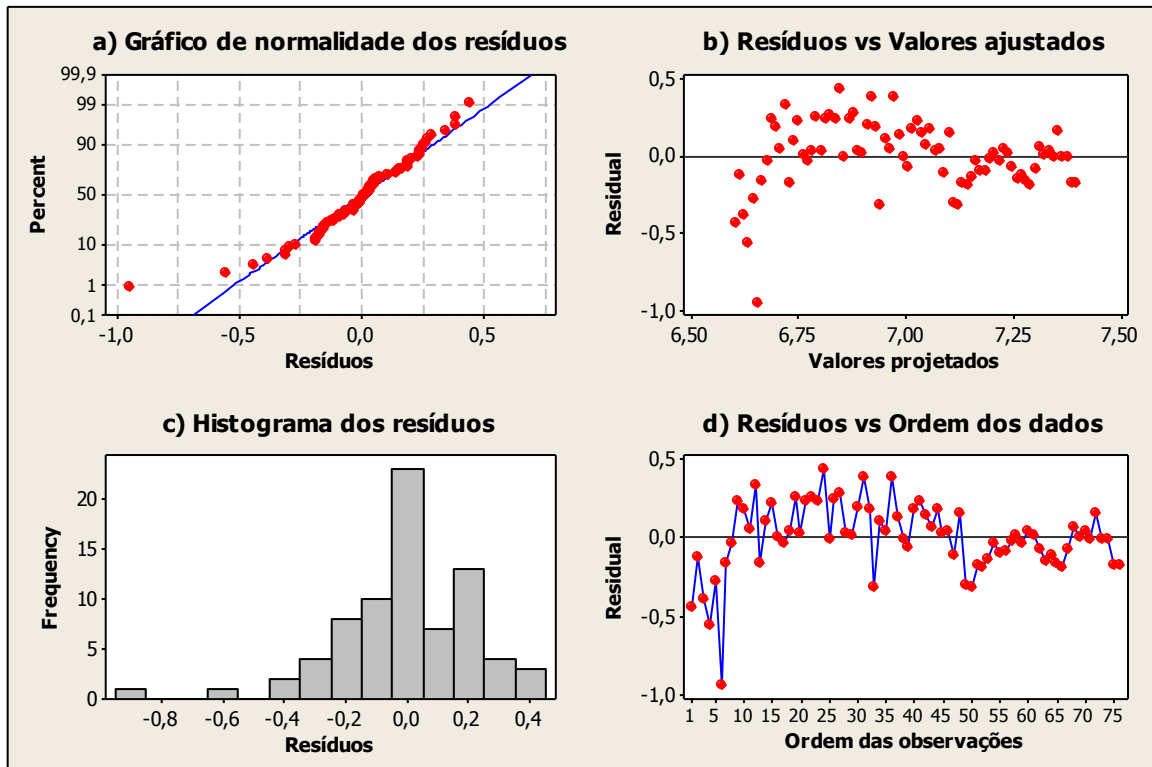 a) Gráfico de normalidade dos resíduos
Percent
99,9
99
90
50
10
1
0,1
-1,0 -0,5 0,0 0,5
Resíduos
b) Resíduos vs Valores ajustados
Residual
0,5
0,0
-0,5
-1,0
6,50 6,75 7,00 7,25 7,50
Valores projetados
c) Histograma dos resíduos
Frequency
20
15
10
5
0
-0,8 -0,6 -0,4 -0,2 0,0 0,2 0,4
Resíduos
d) Resíduos vs Ordem dos dados
Residual
0,5
0,0
-0,5
-1,0
1 5 10 15 20 25 30 35 40 45 50 55 60 65 70 75
Ordem das observações